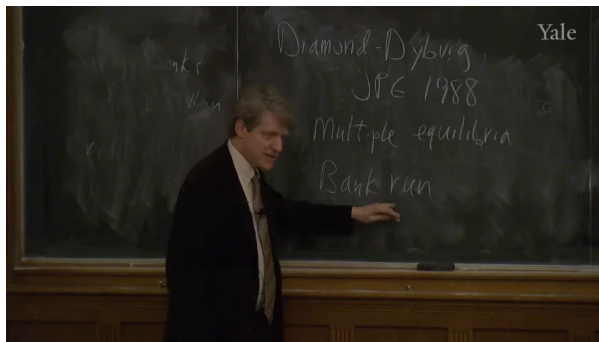 Yale
Diamond-Dybvig
JPE 1988
Multiple equilibria
Bank run